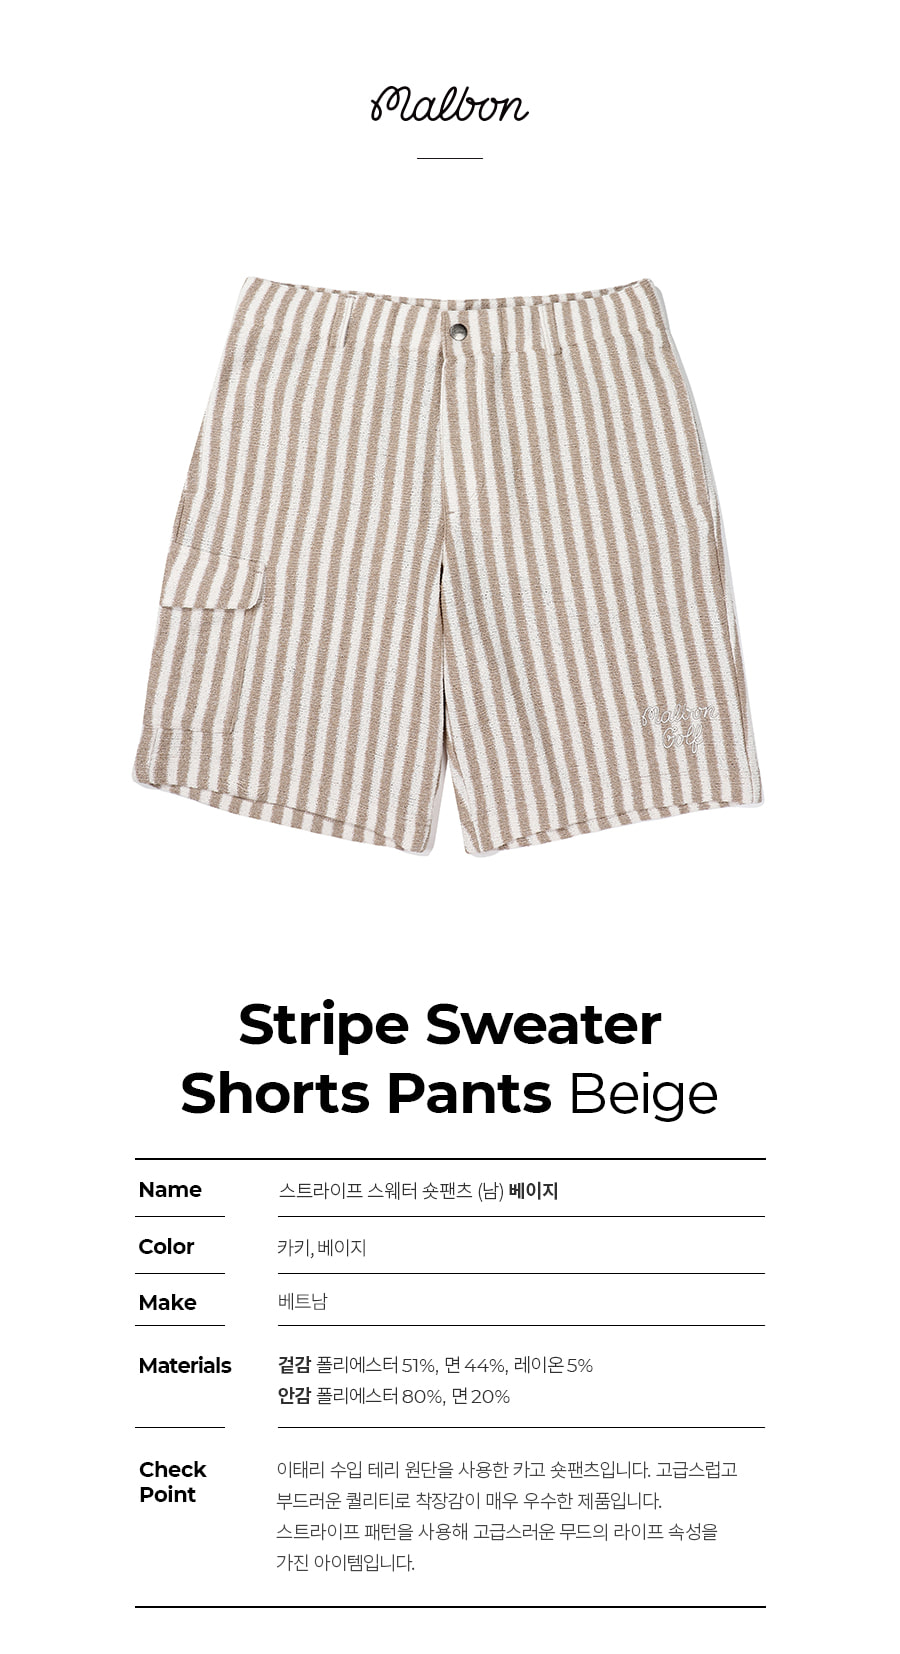 Malbon
Malbon
Golf
Stripe Sweater
Shorts Pants Beige
Name 스트라이프 스웨터 숏팬츠 (남) 베이지
Color 카키, 베이지
Make 베트남
Materials 겉감 폴리에스터 51%, 면 44%, 레이온 5%
안감 폴리에스터 80%, 면 20%
Check
Point
이태리 수입 테리 원단을 사용한 카고 숏팬츠입니다. 고급스럽고
부드러운 퀄리티로 착장감이 매우 우수한 제품입니다.
스트라이프 패턴을 사용해 고급스러운 무드의 라이프 속성을
가진 아이템입니다.